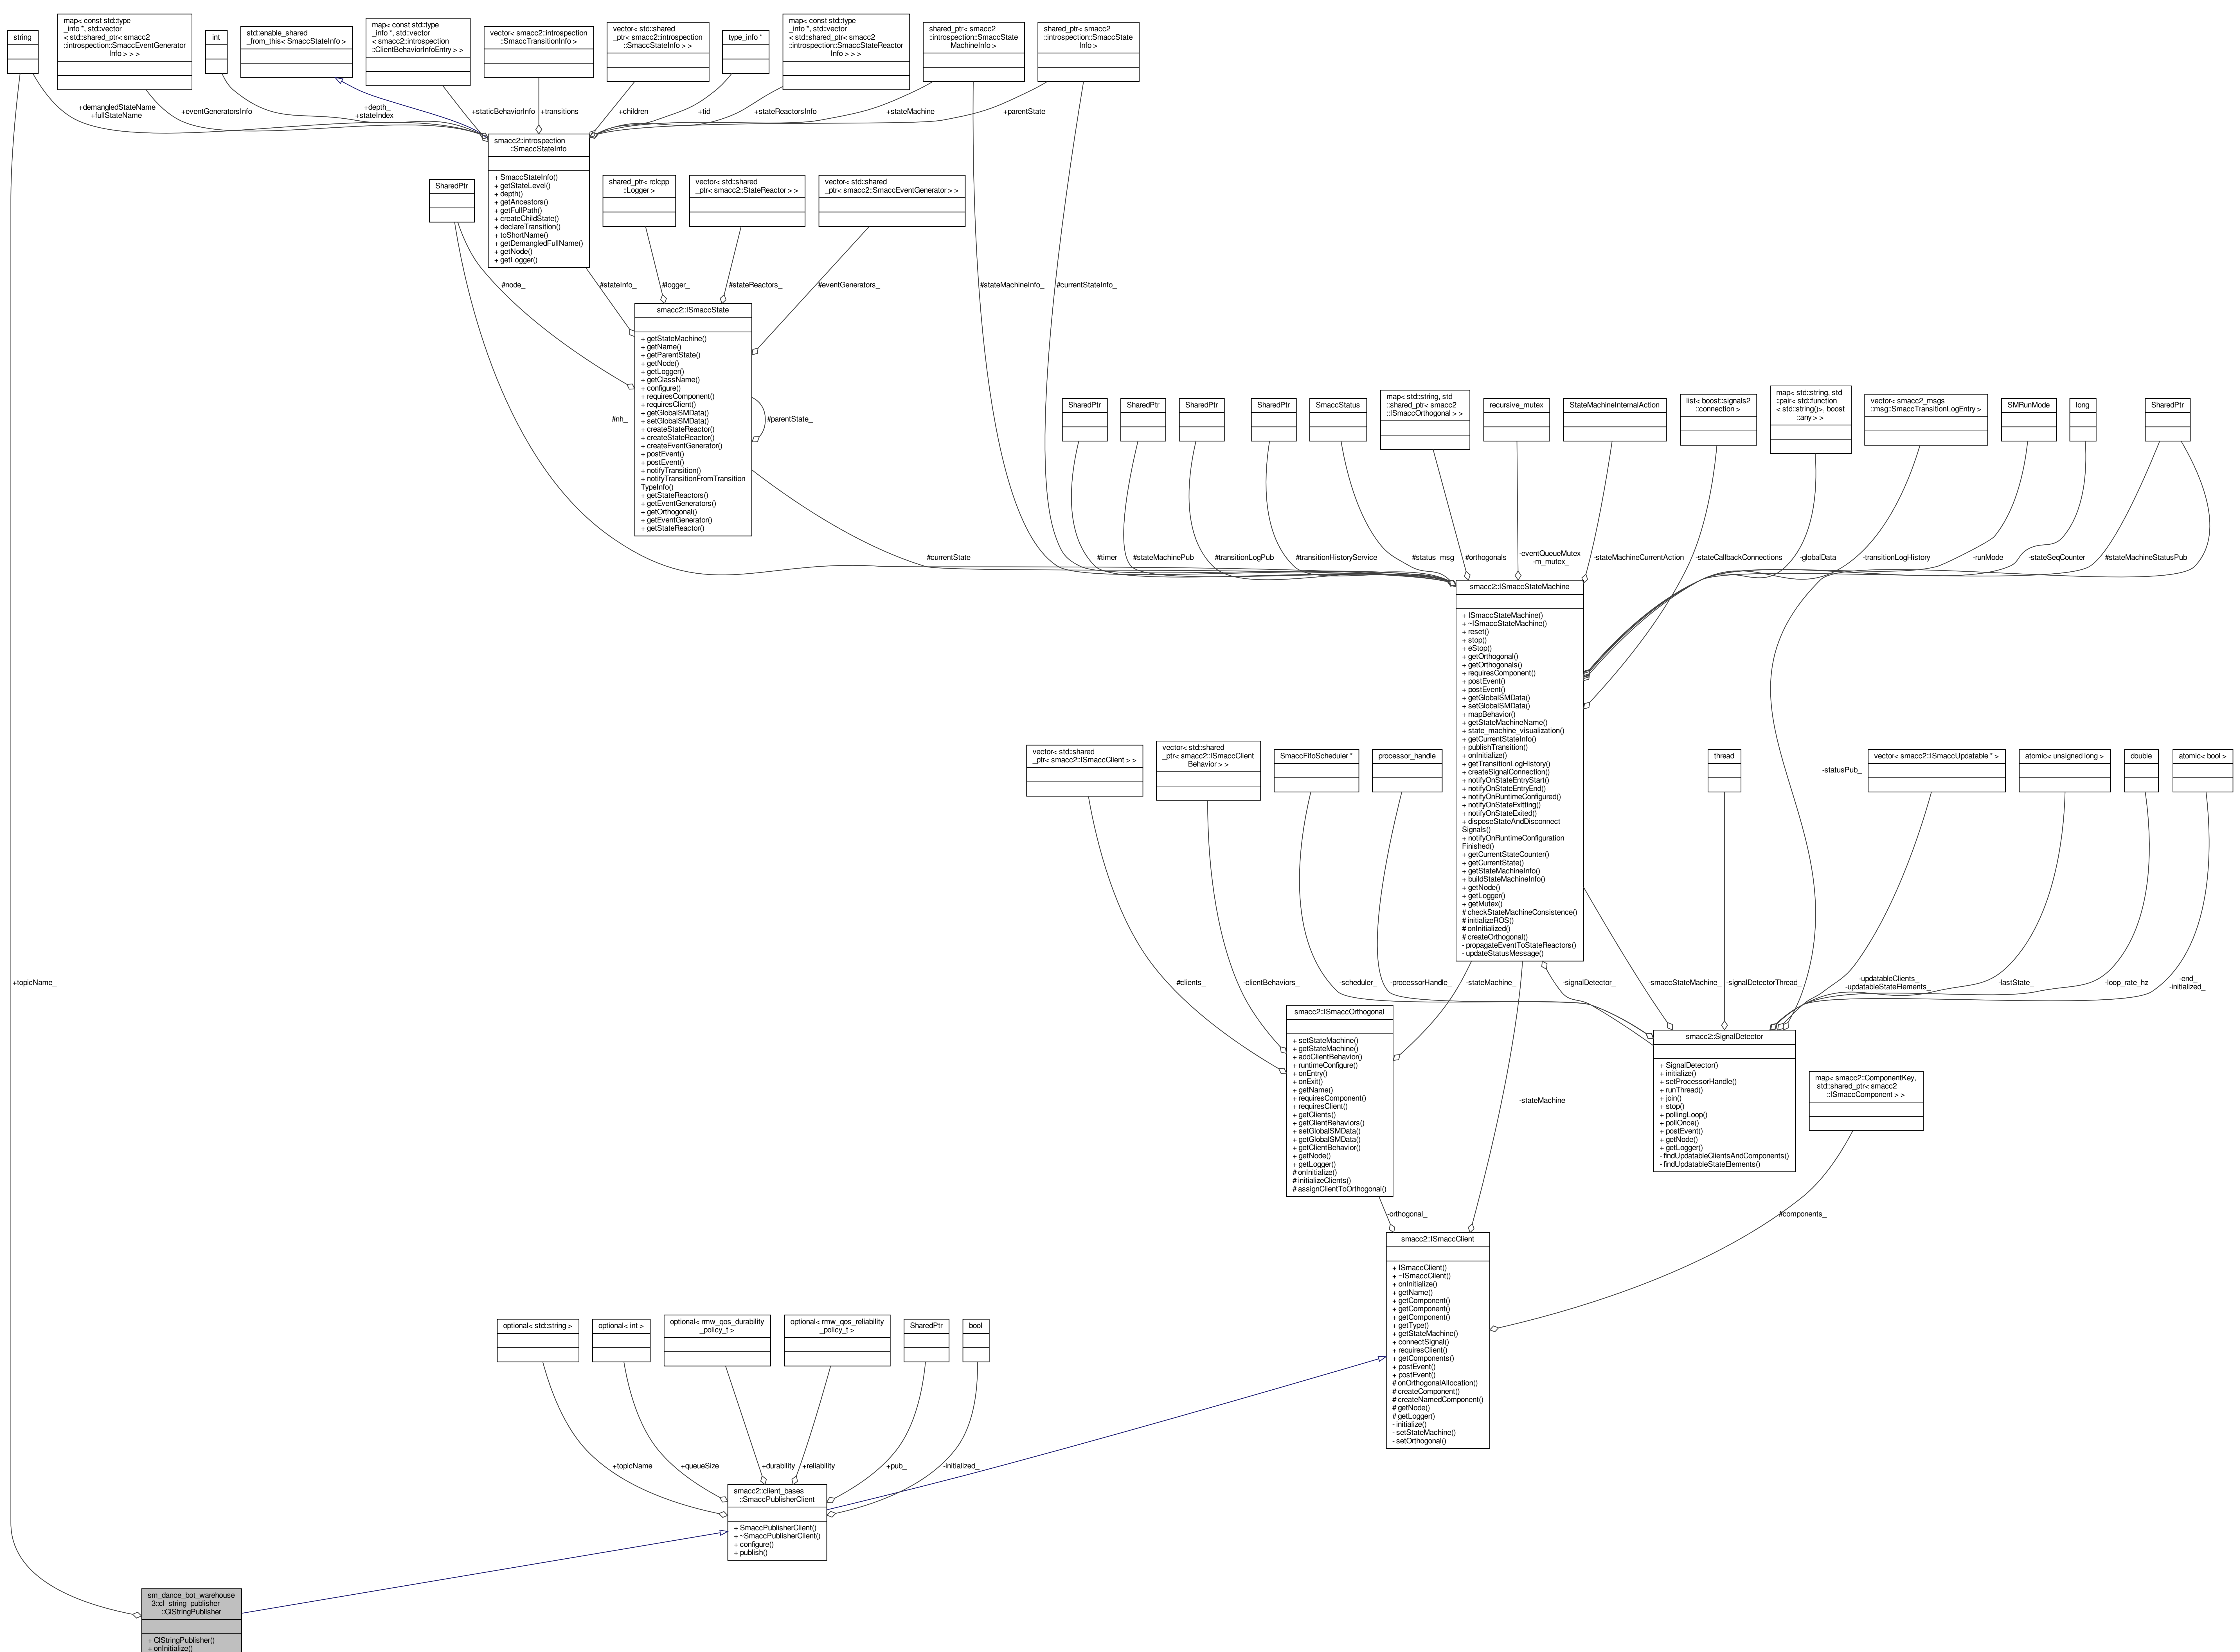 string
map< const std::type
_info *, std::vector
< std::shared_ptr< smacc2
::introspection::SmaccEventGenerator
Info > > >
int
std::enable_shared
_from_this< SmaccStateInfo >
map< const std::type
_info *, std::vector
< smacc2::introspection
::ClientBehaviorInfoEntry > >
vector< smacc2::introspection
::SmaccTransitionInfo >
vector< std::shared
_ptr< smacc2::introspection
::SmaccStateInfo > >
type_info *
map< const std::type
_info *, std::vector
< std::shared_ptr< smacc2
::introspection::SmaccStateReactor
Info > > >
shared_ptr< smacc2
::introspection::SmaccState
MachineInfo >
shared_ptr< smacc2
::introspection::SmaccState
Info >
+demangledStateName
+fullStateName
+eventGeneratorsInfo
+depth_
+stateIndex_
+staticBehaviorInfo
+transitions_
+children_
+tid_
+stateReactorsInfo
+stateMachine_
+parentState_
smacc2::introspection
::SmaccStateInfo
+ SmaccStateInfo()
+ getStateLevel()
+ depth()
+ getAncestors()
+ getFullPath()
+ createChildState()
+ declareTransition()
+ toShortName()
+ getDemangledFullName()
+ getNode()
+ getLogger()
SharedPtr
shared_ptr< rclcpp
::Logger >
vector< std::shared
_ptr< smacc2::StateReactor > >
vector< std::shared
_ptr< smacc2::SmaccEventGenerator > >
#node_
#stateInfo_
#logger_
#stateReactors_
#eventGenerators_
#stateMachineInfo_
#currentStateInfo_
smacc2::ISmaccState
+ getStateMachine()
+ getName()
+ getParentState()
+ getNode()
+ getLogger()
+ getClassName()
+ configure()
+ requiresComponent()
+ requiresClient()
+ getGlobalSMData()
+ setGlobalSMData()
+ createStateReactor()
+ createStateReactor()
+ createEventGenerator()
+ postEvent()
+ postEvent()
+ notifyTransition()
+ notifyTransitionFromTransition
TypeInfo()
+ getStateReactors()
+ getEventGenerators()
+ getOrthogonal()
+ getEventGenerator()
+ getStateReactor()
#parentState_
#nh_
SharedPtr
SharedPtr
SharedPtr
SharedPtr
SmaccStatus
map< std::string, std
::shared_ptr< smacc2
::ISmaccOrthogonal > >
recursive_mutex
StateMachineInternalAction
list< boost::signals2
::connection >
map< std::string, std
::pair< std::function
< std::string()>, boost
::any > >
vector< smacc2_msgs
::msg::SmaccTransitionLogEntry >
SMRunMode
long
SharedPtr
#currentState_
#timer_
#stateMachinePub_
#transitionLogPub_
#transitionHistoryService_
#status_msg_
#orthogonals_
-eventQueueMutex_
-m_mutex_
-stateMachineCurrentAction
-stateCallbackConnections
-globalData_
-transitionLogHistory_
-runMode_
-stateSeqCounter_
#stateMachineStatusPub_
smacc2::ISmaccStateMachine
+ ISmaccStateMachine()
+ ~ISmaccStateMachine()
+ reset()
+ stop()
+ eStop()
+ getOrthogonal()
+ getOrthogonals()
+ requiresComponent()
+ postEvent()
+ postEvent()
+ getGlobalSMData()
+ setGlobalSMData()
+ mapBehavior()
+ getStateMachineName()
+ state_machine_visualization()
+ getCurrentStateInfo()
+ publishTransition()
+ onInitialize()
+ getTransitionLogHistory()
+ createSignalConnection()
+ notifyOnStateEntryStart()
+ notifyOnStateEntryEnd()
+ notifyOnRuntimeConfigured()
+ notifyOnStateExitting()
+ notifyOnStateExited()
+ disposeStateAndDisconnect
Signals()
+ notifyOnRuntimeConfiguration
Finished()
+ getCurrentStateCounter()
+ getCurrentState()
+ getStateMachineInfo()
+ buildStateMachineInfo()
+ getNode()
+ getLogger()
+ getMutex()
# checkStateMachineConsistence()
# initializeROS()
# onInitialized()
# createOrthogonal()
- propagateEventToStateReactors()
- updateStatusMessage()
vector< std::shared
_ptr< smacc2::ISmaccClient > >
vector< std::shared
_ptr< smacc2::ISmaccClient
Behavior > >
SmaccFifoScheduler *
processor_handle
thread
-statusPub_
vector< smacc2::ISmaccUpdatable * >
atomic< unsigned long >
double
atomic< bool >
+topicName_
#clients_
-clientBehaviors_
-scheduler_
-processorHandle_
-stateMachine_
-signalDetector_
-smaccStateMachine_
-signalDetectorThread_
-updatableClients_
-updatableStateElements_
-lastState_
-loop_rate_hz
-end_
-initialized_
smacc2::ISmaccOrthogonal
+ setStateMachine()
+ getStateMachine()
+ addClientBehavior()
+ runtimeConfigure()
+ onEntry()
+ onExit()
+ getName()
+ requiresComponent()
+ requiresClient()
+ getClients()
+ getClientBehaviors()
+ setGlobalSMData()
+ getGlobalSMData()
+ getClientBehavior()
+ getNode()
+ getLogger()
# onInitialize()
# initializeClients()
# assignClientToOrthogonal()
-stateMachine_
smacc2::SignalDetector
+ SignalDetector()
+ initialize()
+ setProcessorHandle()
+ runThread()
+ join()
+ stop()
+ pollingLoop()
+ pollOnce()
+ postEvent()
+ getNode()
+ getLogger()
- findUpdatableClientsAndComponents()
- findUpdatableStateElements()
map< smacc2::ComponentKey,
std::shared_ptr< smacc2
::ISmaccComponent > >
-orthogonal_
#components_
smacc2::ISmaccClient
+ ISmaccClient()
+ ~ISmaccClient()
+ onInitialize()
+ getName()
+ getComponent()
+ getComponent()
+ getComponent()
+ getType()
+ getStateMachine()
+ connectSignal()
+ requiresClient()
+ getComponents()
+ postEvent()
+ postEvent()
# onOrthogonalAllocation()
# createComponent()
# createNamedComponent()
# getNode()
# getLogger()
- initialize()
- setStateMachine()
- setOrthogonal()
optional< std::string >
optional< int >
optional< rmw_qos_durability
_policy_t >
optional< rmw_qos_reliability
_policy_t >
SharedPtr
bool
+topicName
+queueSize
+durability
+reliability
+pub_
-initialized_
smacc2::client_bases
::SmaccPublisherClient
+ SmaccPublisherClient()
+ ~SmaccPublisherClient()
+ configure()
+ publish()
sm_dance_bot_warehouse
_3::cl_string_publisher
::ClStringPublisher
+ ClStringPublisher()
+ onInitialize()